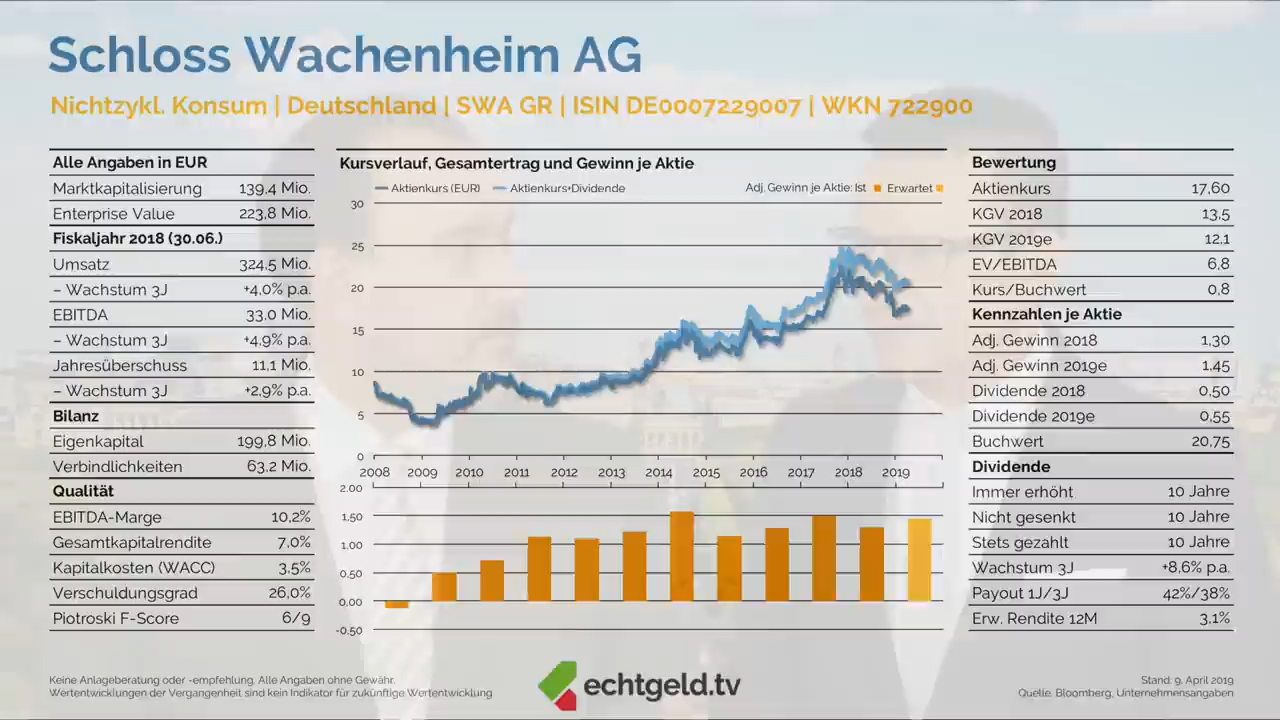 Schloss Wachenheim AG
Nichtzykl. Konsum | Deutschland | SWA GR | ISIN DE0007229007 | WKN 722900
Alle Angaben in EUR
Marktkapitalisierung 139,4 Mio.
Enterprise Value 223,8 Mio.
Fiskaljahr 2018 (30.06.)
Umsatz 324,5 Mio.
– Wachstum 3J +4,0% p.a.
EBITDA 33,0 Mio.
– Wachstum 3J +4,9% p.a.
Jahresüberschuss 11,1 Mio.
– Wachstum 3J +2,9% p.a.
Bilanz
Eigenkapital 199,8 Mio.
Verbindlichkeiten 63,2 Mio.
Qualität
EBITDA-Marge 10,2%
Gesamtkapitalrendite 7,0%
Kapitalkosten (WACC) 3,5%
Verschuldungsgrad 26,0%
Piotroski F-Score 6/9
Kursverlauf, Gesamtertrag und Gewinn je Aktie
Aktienkurs (EUR) Aktienkurs+Dividende Adj. Gewinn je Aktie: Ist Erwartet
30
25
20
15
10
5
0
2008 2009 2010 2011 2012 2013 2014 2015 2016 2017 2018 2019
2.00
1.50
1.00
0.50
0.00
-0.50
Bewertung
Aktienkurs 17,60
KGV 2018 13,5
KGV 2019e 12,1
EV/EBITDA 6,8
Kurs/Buchwert 0,8
Kennzahlen je Aktie
Adj. Gewinn 2018 1,30
Adj. Gewinn 2019e 1,45
Dividende 2018 0,50
Dividende 2019e 0,55
Buchwert 20,75
Dividende
Immer erhöht 10 Jahre
Nicht gesenkt 10 Jahre
Stets gezahlt 10 Jahre
Wachstum 3J +8,6% p.a.
Payout 1J/3J 42%/38%
Erw. Rendite 12M 3,1%
Keine Anlageberatung oder -empfehlung. Alle Angaben ohne Gewähr.
Wertentwicklungen der Vergangenheit sind kein Indikator für zukünftige Wertentwicklung
echtgeld.tv
Stand: 9. April 2019
Quelle: Bloomberg, Unternehmensangaben